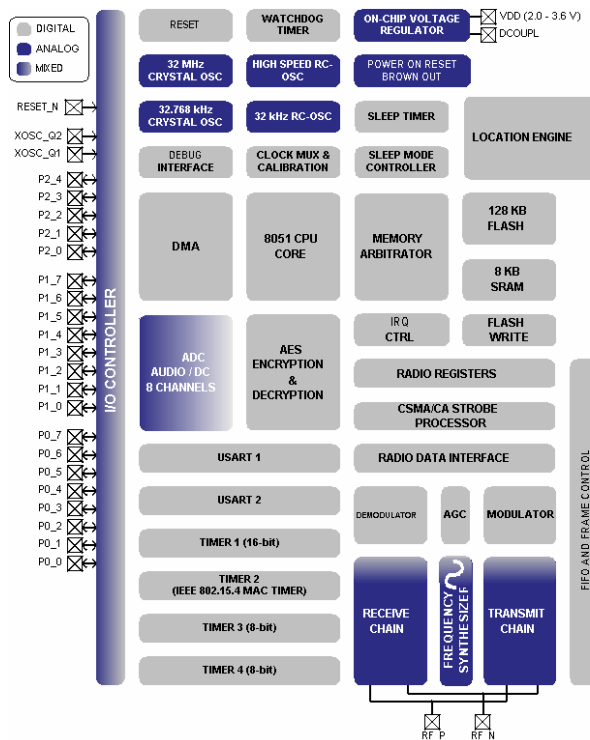 DIGITAL
ANALOG
MIXED
RESET
WATCHDOG
TIMER
ON-CHIP VOLTAGE
REGULATOR
VDD (2.0 - 3.6 V)
DCOUPL
32 MHz
CRYSTAL OSC
HIGH SPEED RC-
OSC
POWER ON RESET
BROWN OUT
32.768 kHz
CRYSTAL OSC
32 kHz RC-OSC
SLEEP TIMER
LOCATION ENGINE
DEBUG
INTERFACE
CLOCK MUX &
CALIBRATION
SLEEP MODE
CONTROLLER
RESET_N
XOSC_Q2
XOSC_Q1
P2_4
P2_3
P2_2
P2_1
P2_0
P1_7
P1_6
P1_5
P1_4
P1_3
P1_2
P1_1
P1_0
P0_7
P0_6
P0_5
P0_4
P0_3
P0_2
P0_1
P0_0
I/O CONTROLLER
DMA
8051 CPU
CORE
MEMORY
ARBITRATOR
128 KB
FLASH
8 KB
SRAM
ADC
AUDIO / DC
8 CHANNELS
AES
ENCRYPTION
&
DECRYPTION
IRQ
CTRL
FLASH
WRITE
RADIO REGISTERS
CSMA/CA STROBE
PROCESSOR
USART 1
RADIO DATA INTERFACE
USART 2
DEMODULATOR
AGC
MODULATOR
TIMER 1 (16-bit)
TIMER 2
(IEEE 802.15.4 MAC TIMER)
TIMER 3 (8-bit)
TIMER 4 (8-bit)
RECEIVE
CHAIN
FREQUENCY
SYNTHESIZER
TRANSMIT
CHAIN
FIFO AND FRAME CONTROL
RF_P
RF_N